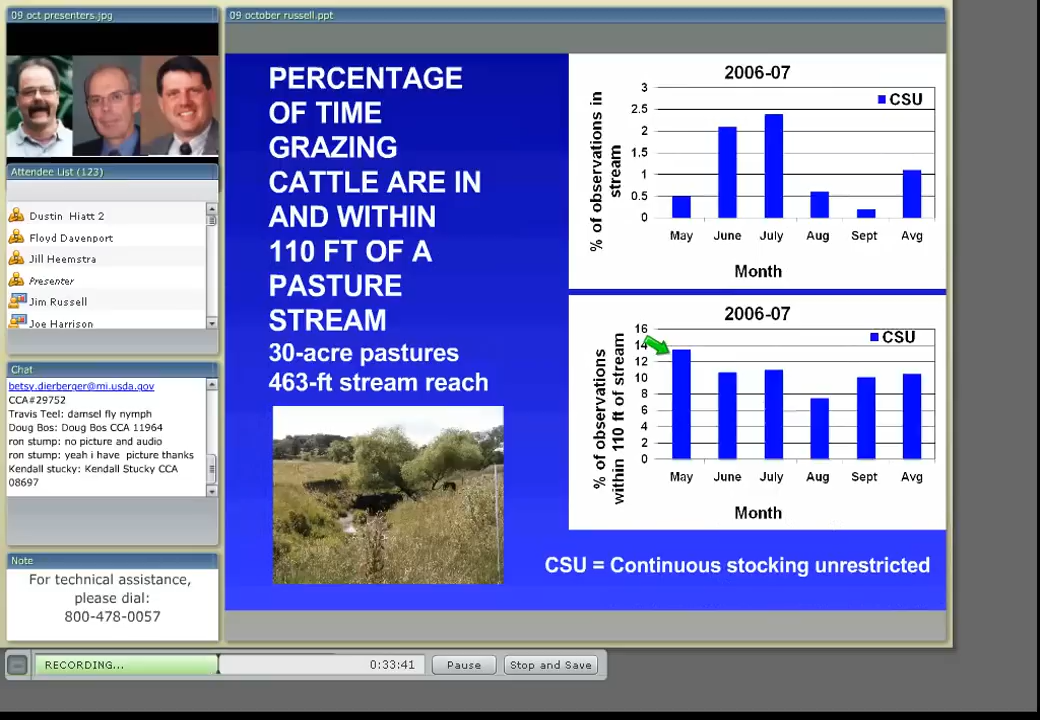 09 oct presenters.jpg
09 october russell.ppt
Attendee List (123)
Dustin Hiatt 2
Floyd Davenport
Jill Heemstra
Presenter
Jim Russell
Joe Harrison
Chat
betsy.dierberger@mi.usda.gov
CCA#29752
Travis Teel: damsel fly nymph
Doug Bos: Doug Bos CCA 11964
ron stump: no picture and audio
ron stump: yeah i have picture thanks
Kendall stucky: Kendall Stucky CCA
08697
Note
For technical assistance,
please dial:
800-478-0057
PERCENTAGE
OF TIME
GRAZING
CATTLE ARE IN
AND WITHIN
110 FT OF A
PASTURE
STREAM
30-acre pastures
463-ft stream reach
2006-07
CSU
% of observations in
stream
3
2.5
2
1.5
1
0.5
0
May June July Aug Sept Avg
Month
2006-07
CSU
% of observations
within 110 ft of stream
16
14
12
10
8
6
4
2
0
May June July Aug Sept Avg
Month
CSU = Continuous stocking unrestricted
RECORDING...
0:33:41
Pause
Stop and Save